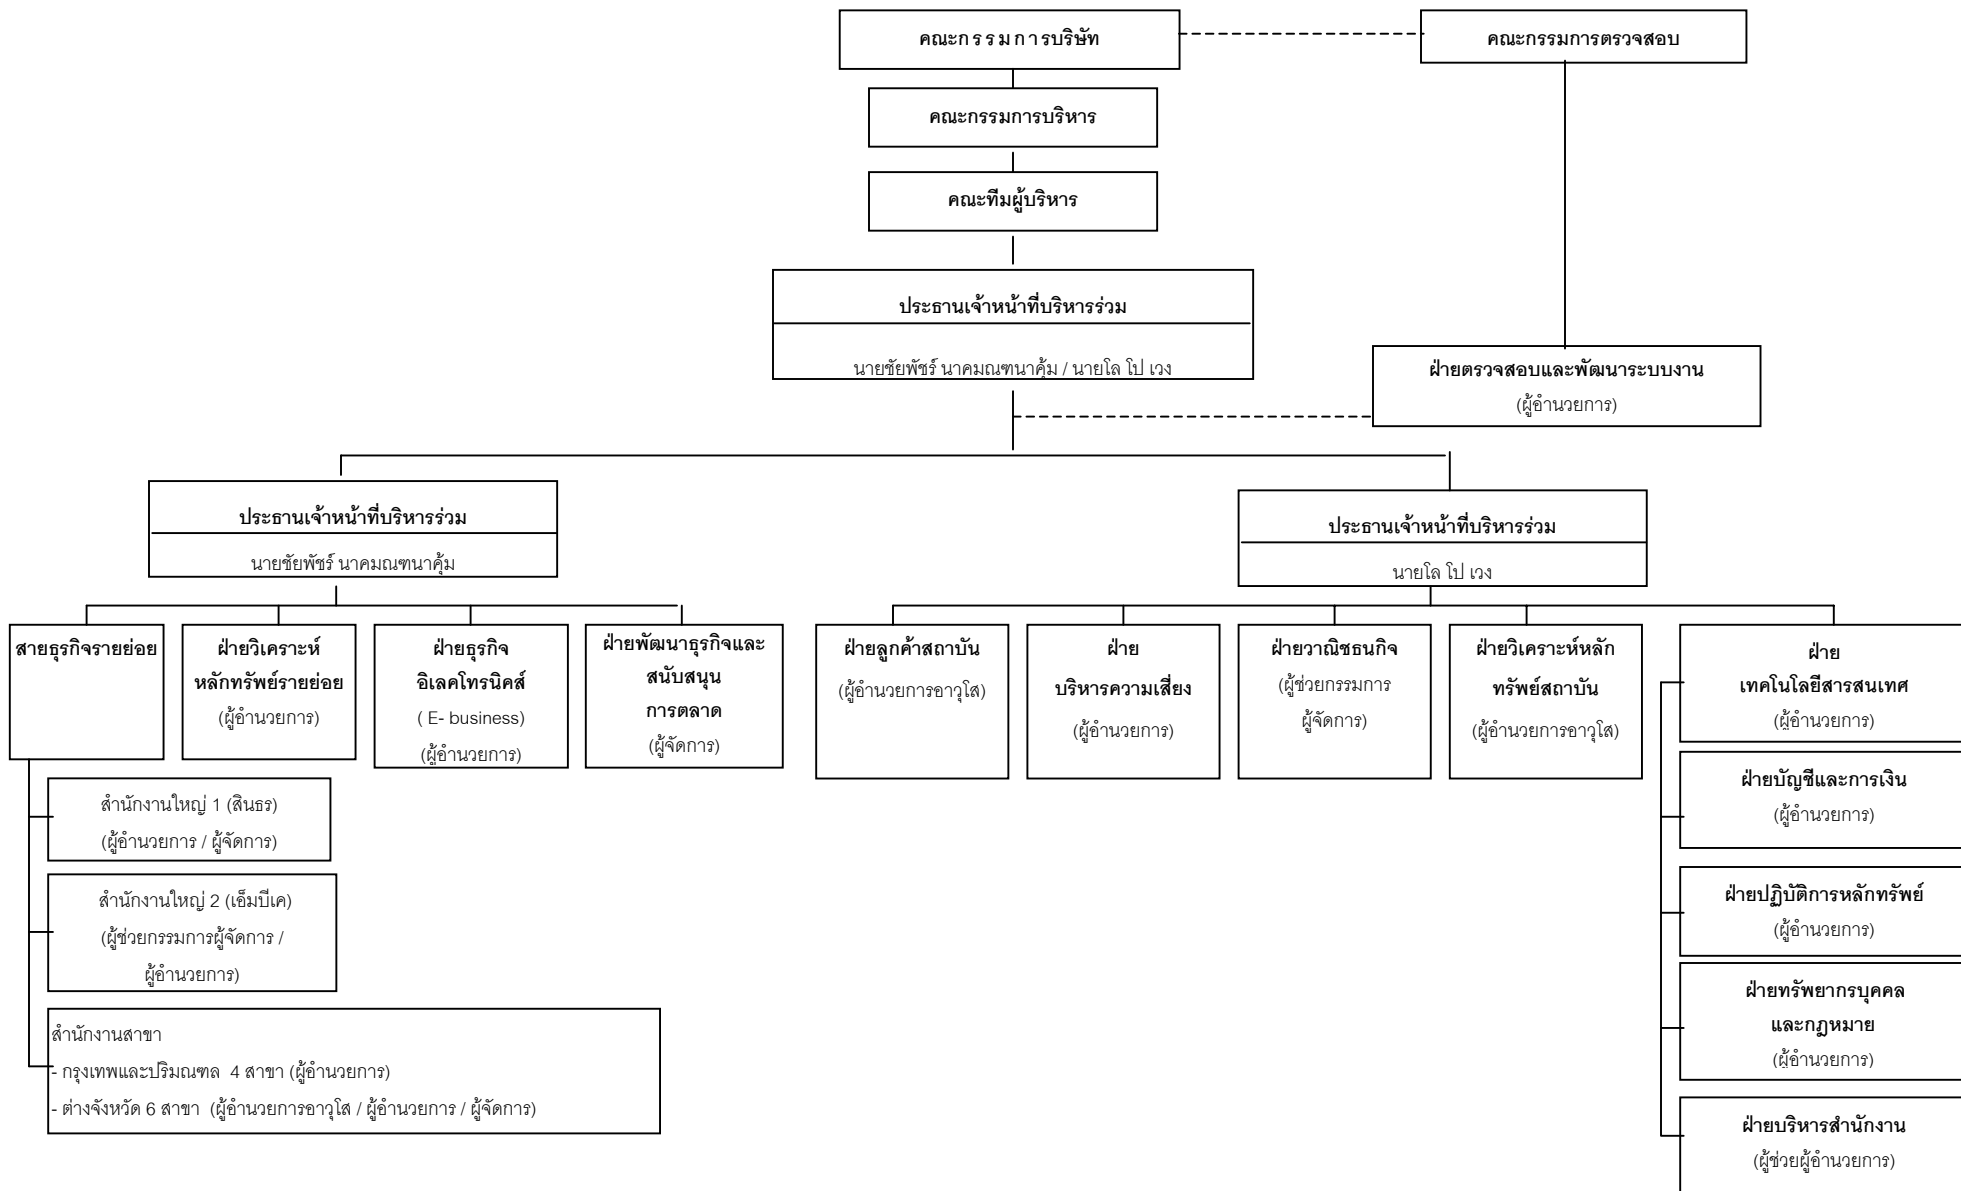 คณะกรรมการบริษัท
คณะกรรมการตรวจสอบ
คณะกรรมการบริหาร
คณะทีมผู้บริหาร
ประธานเจ้าหน้าที่บริหารร่วม
นายชัยพัชร์ นาคมณฑนาคุ้ม / นายโล โป เวง
ฝ่ายตรวจสอบและพัฒนาระบบงาน
(ผู้อำนวยการ)
ประธานเจ้าหน้าที่บริหารร่วม
นายชัยพัชร์ นาคมณฑนาคุ้ม
ประธานเจ้าหน้าที่บริหารร่วม
นายโล โป เวง
สายธุรกิจรายย่อย
ฝ่ายวิเคราะห์
หลักทรัพย์รายย่อย
(ผู้อำนวยการ)
ฝ่ายธุรกิจ
อิเลคโทรนิคส์
( E- business)
(ผู้อำนวยการ)
ฝ่ายพัฒนาธุรกิจและ
สนับสนุน
การตลาด
(ผู้จัดการ)
ฝ่ายลูกค้าสถาบัน
(ผู้อำนวยการอาวุโส)
ฝ่าย
บริหารความเสี่ยง
(ผู้อำนวยการ)
ฝ่ายวาณิชธนกิจ
(ผู้ช่วยกรรมการ
ผู้จัดการ)
ฝ่ายวิเคราะห์หลัก
ทรัพย์สถาบัน
(ผู้อำนวยการอาวุโส)
ฝ่าย
เทคโนโลยีสารสนเทศ
(ผู้อำนวยการ)
สำนักงานใหญ่ 1 (สินธร)
(ผู้อำนวยการ / ผู้จัดการ)
สำนักงานใหญ่ 2 (เอ็มบีเค)
(ผู้ช่วยกรรมการผู้จัดการ /
ผู้อำนวยการ)
สำนักงานสาขา
- กรุงเทพและปริมณฑล 4 สาขา (ผู้อำนวยการ)
- ต่างจังหวัด 6 สาขา (ผู้อำนวยการอาวุโส / ผู้อำนวยการ / ผู้จัดการ)
ฝ่ายบัญชีและการเงิน
(ผู้อำนวยการ)
ฝ่ายปฏิบัติการหลักทรัพย์
(ผู้อำนวยการ)
ฝ่ายทรัพยากรบุคคล
และกฎหมาย
(ผู้อำนวยการ)
ฝ่ายบริหารสำนักงาน
(ผู้ช่วยผู้อำนวยการ)